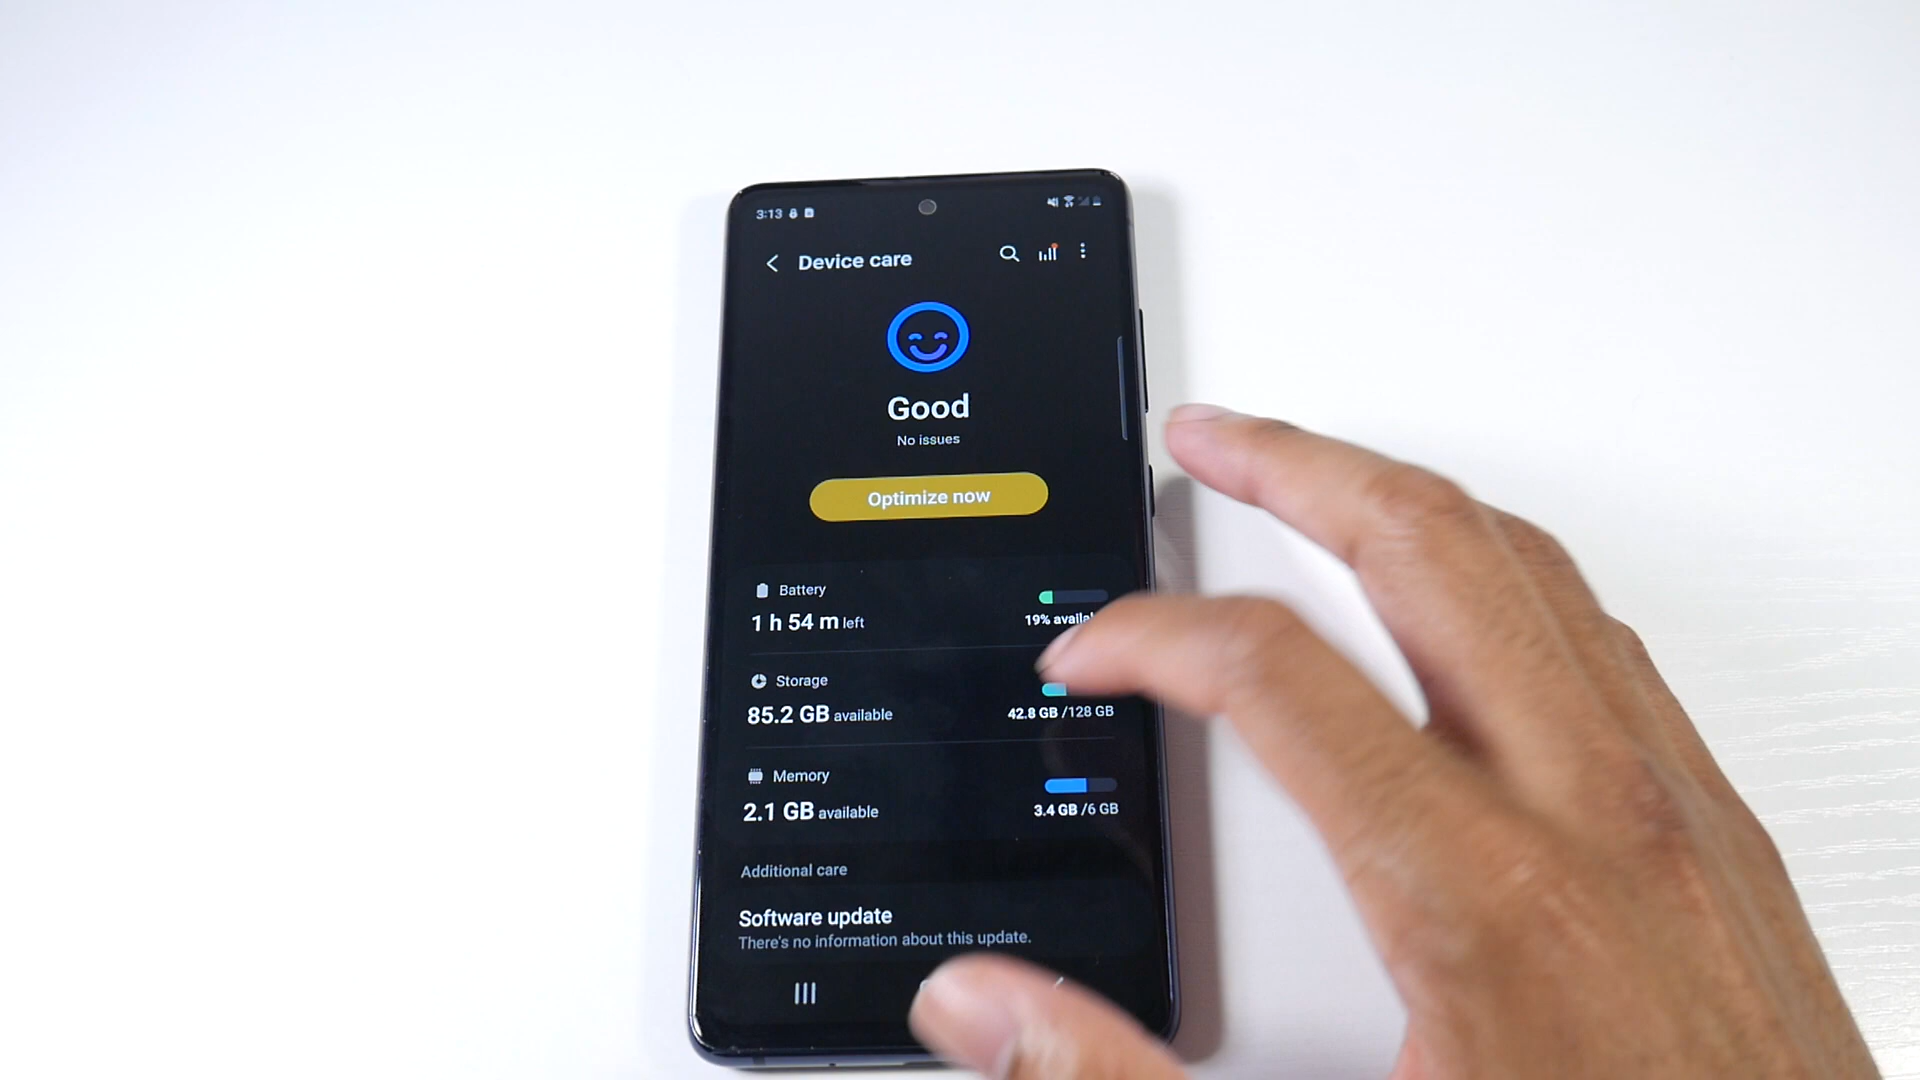 3:13
Device care
Good
No issues
Optimize now
Battery
1 h 54 m left
19%
Storage
85.2 GB available
42.8 GB /128 GB
Memory
2.1 GB available
3.4 GB /6 GB
Additional care
Software update
There's no information about this update.